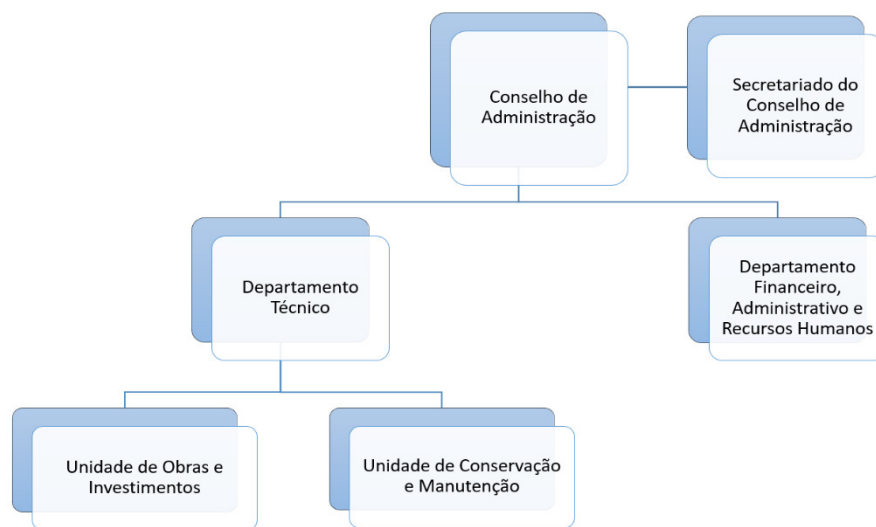 Conselho de
Administração
Secretariado do
Conselho de
Administração
Departamento
Técnico
Departamento
Financeiro,
Administrativo e
Recursos Humanos
Unidade de Obras e
Investimentos
Unidade de Conservação
e Manutenção